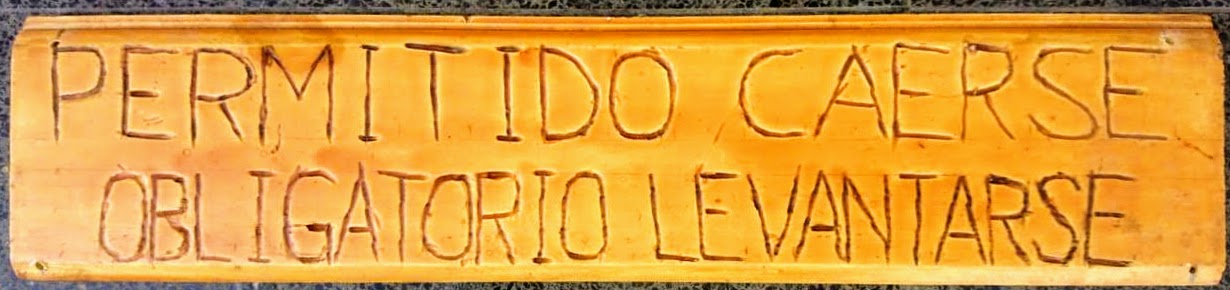 PERMITIDO CAERSE
OBLIGATORIO LEVANTARSE